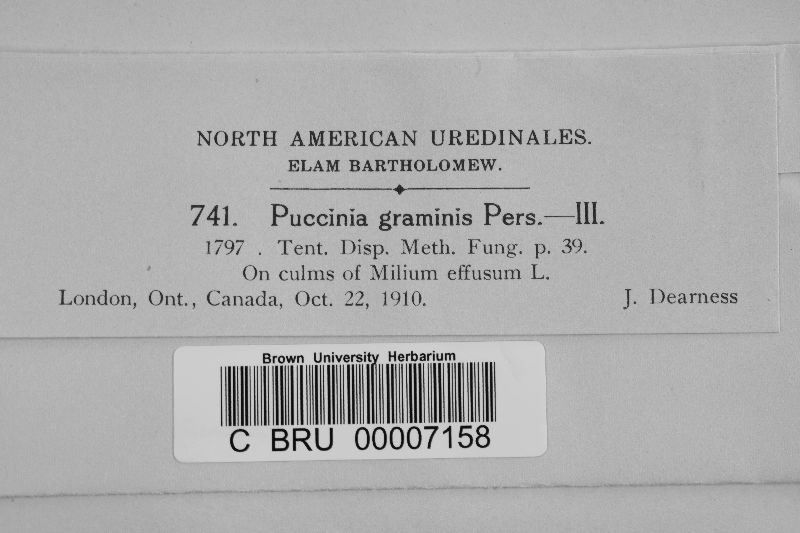 NORTH AMERICAN UREDINALES.
ELAM BARTHOLOMEW.
741. Puccinia graminis Pers.—III.
1797 . Tent. Disp. Meth. Fung. p. 39.
On culms of Milium effusum L.
London, Ont., Canada, Oct. 22, 1910. J. Dearness
Brown University Herbarium
C BRU 00007158